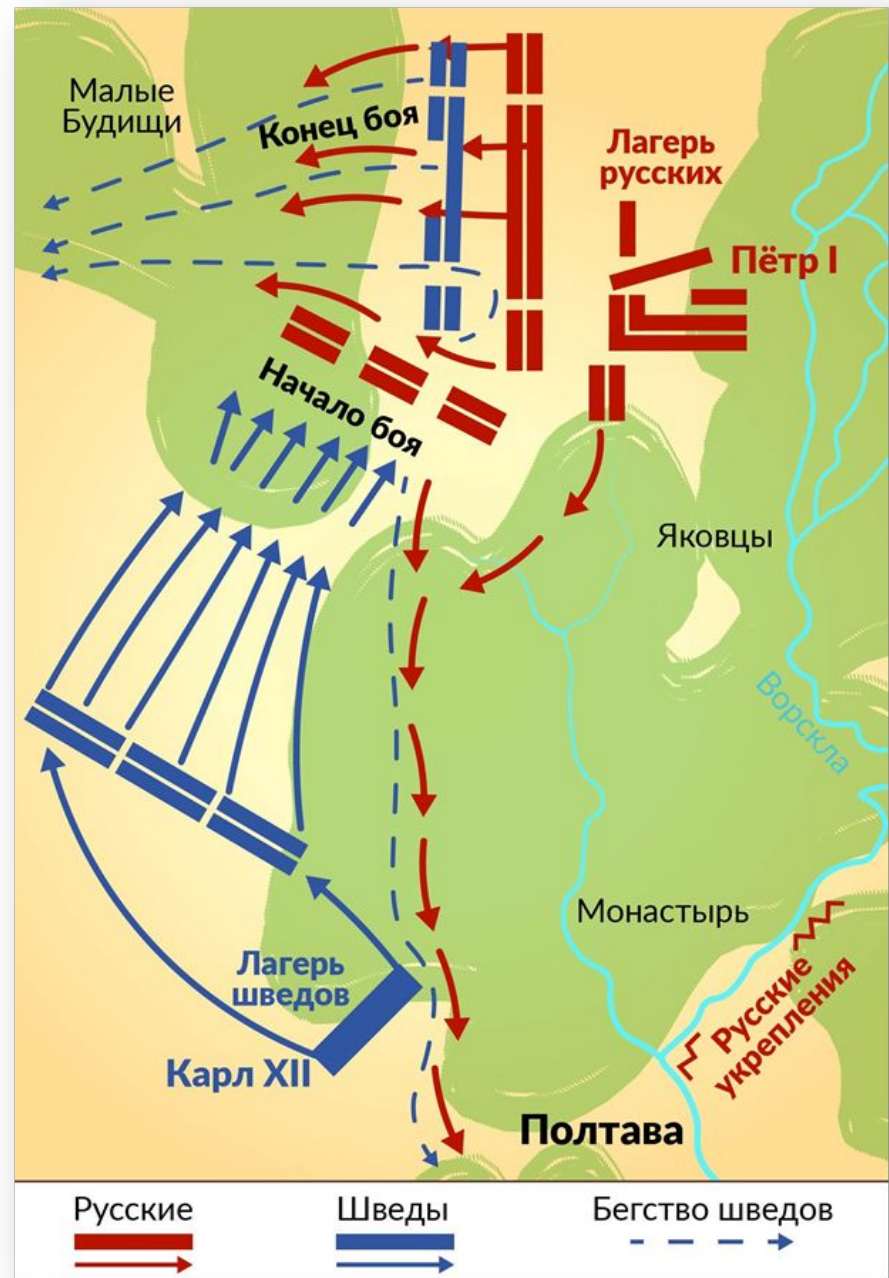 Малые
Будищи
Конец боя
Лагерь
русских
Пётр I
Начало боя
Яковцы
Ворскла
Монастырь
Лагерь
шведов
Русские
укрепления
Карл XII
Полтава
Русские
Шведы
Бегство шведов